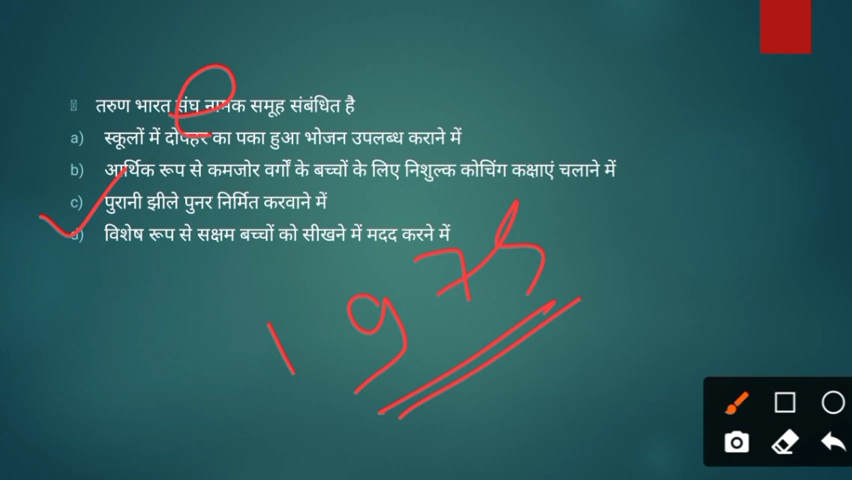 तरुण भारत संघ नामक समूह संबंधित है
a) स्कूलों में दोपहर का पका हुआ भोजन उपलब्ध कराने में
b) आर्थिक रूप से कमजोर वर्गों के बच्चों के लिए निशुल्क कोचिंग कक्षाएं चलाने में
c) पुरानी झीले पुनर निर्मित करवाने में
d) विशेष रूप से सक्षम बच्चों को सीखने में मदद करने में
1975